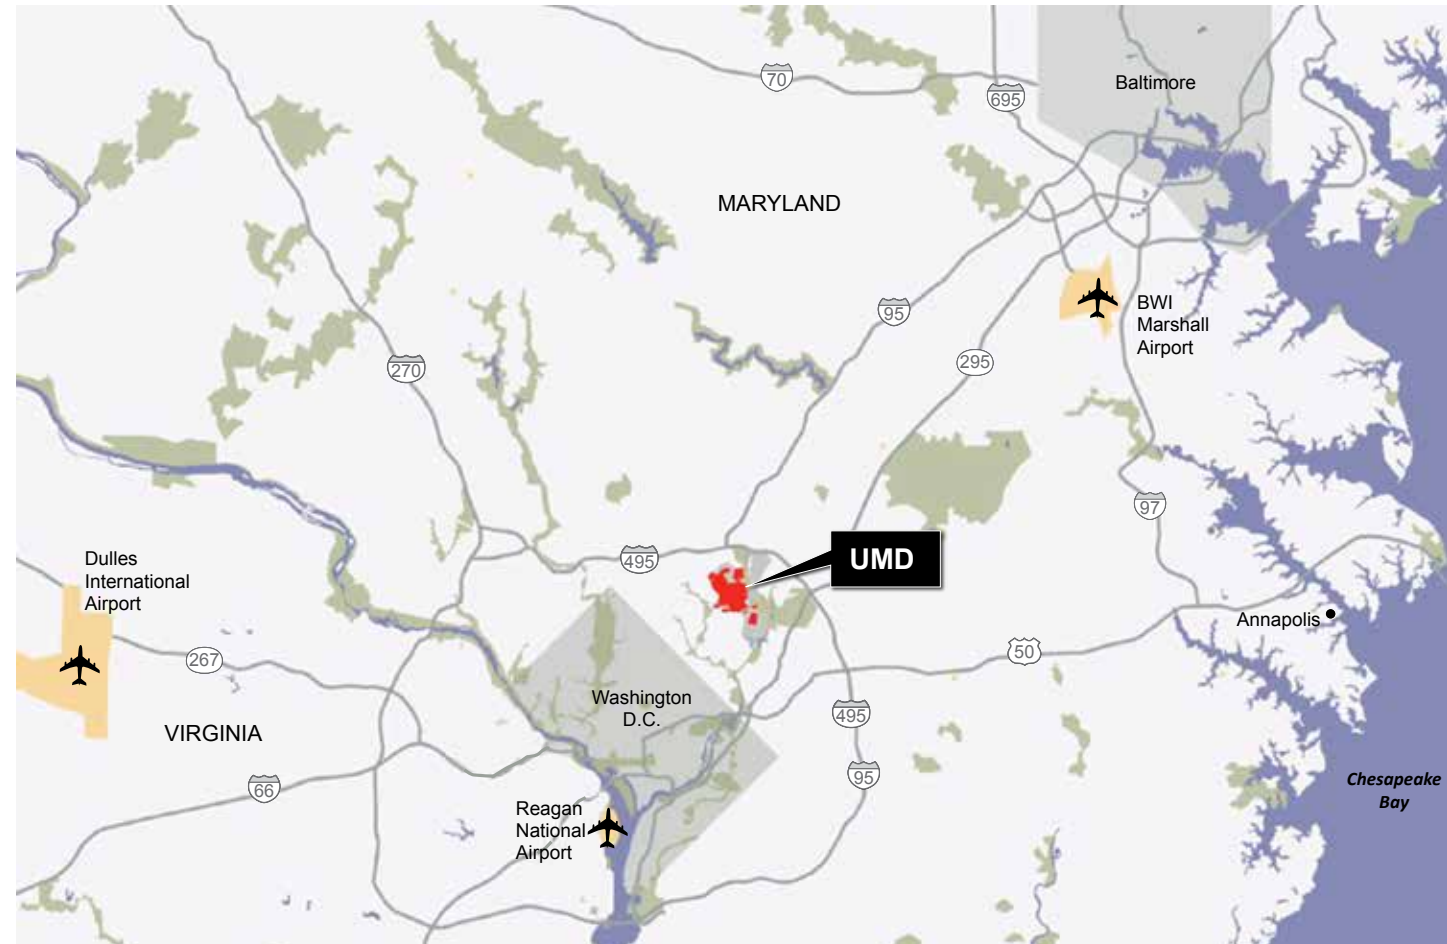 Baltimore
70
695
MARYLAND
BWI
Marshall
Airport
95
295
270
97
495
UMD
Dulles
International
Airport
Annapolis
50
267
Washington
D.C.
495
VIRGINIA
95
66
Chesapeake
Bay
Reagan
National
Airport